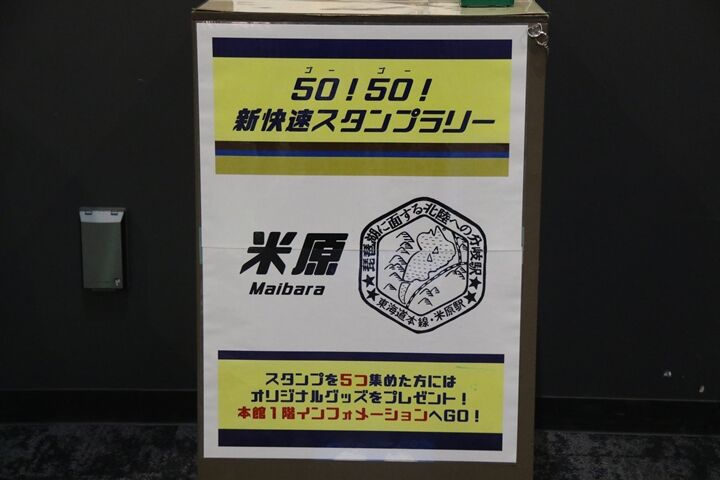 ゴー ゴー
50！50！
新快速スタンプラリー
米原
Maibara
琵琶湖に面する北陸への分岐駅
東海道本線・米原駅
スタンプを5つ集めた方には
オリジナルグッズをプレゼント！
本館1階インフォメーションへGO！